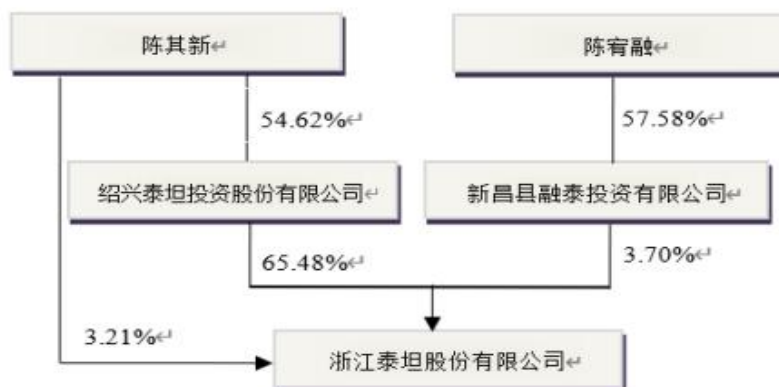 陈其新↵
陈宥融↵
54.62%↵
57.58%↵
绍兴泰坦投资股份有限公司↵
新昌县融泰投资有限公司↵
65.48%↵
3.70%↵
3.21%↵
浙江泰坦股份有限公司↵